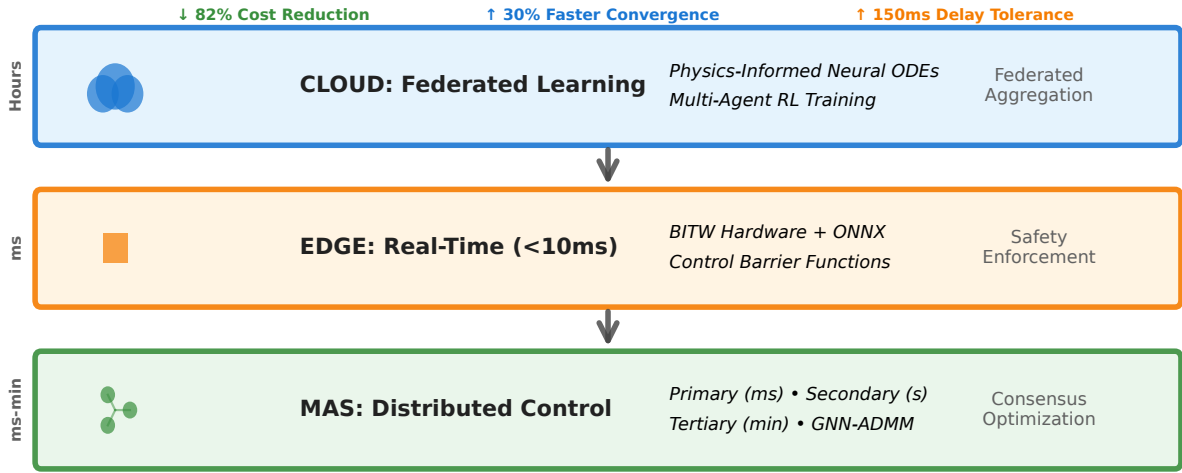 ↓ 82% Cost Reduction
↑ 30% Faster Convergence
↑ 150ms Delay Tolerance
Hours
CLOUD: Federated Learning
Physics-Informed Neural ODEs
Multi-Agent RL Training
Federated
Aggregation
ms
EDGE: Real-Time (<10ms)
BITW Hardware + ONNX
Control Barrier Functions
Safety
Enforcement
ms-min
MAS: Distributed Control
Primary (ms) • Secondary (s)
Tertiary (min) • GNN-ADMM
Consensus
Optimization